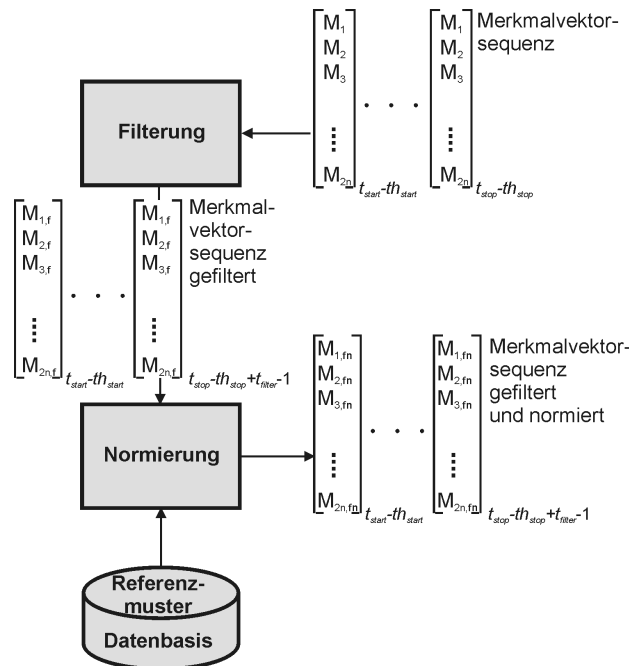 M1 M1 Merkmalvektor-
M2 M2 sequenz
M3 M3
. . .
M2n M2n
tstart-thstart tstop-thstop
Filterung
M1,f M1,f Merkmal-
M2,f M2,f vektor-
M3,f M3,f sequenz
gefiltert
. . .
M2n,f M2n,f
tstart-thstart tstop-thstop+tfilter-1
M1,fn M1,fn Merkmalvektor-
M2,fn M2,fn sequenz
M3,fn M3,fn gefiltert
und normiert
. . .
M2n,fn M2n,fn
tstart-thstart tstop-thstop+tfilter-1
Normierung
Referenz-
muster
Datenbasis